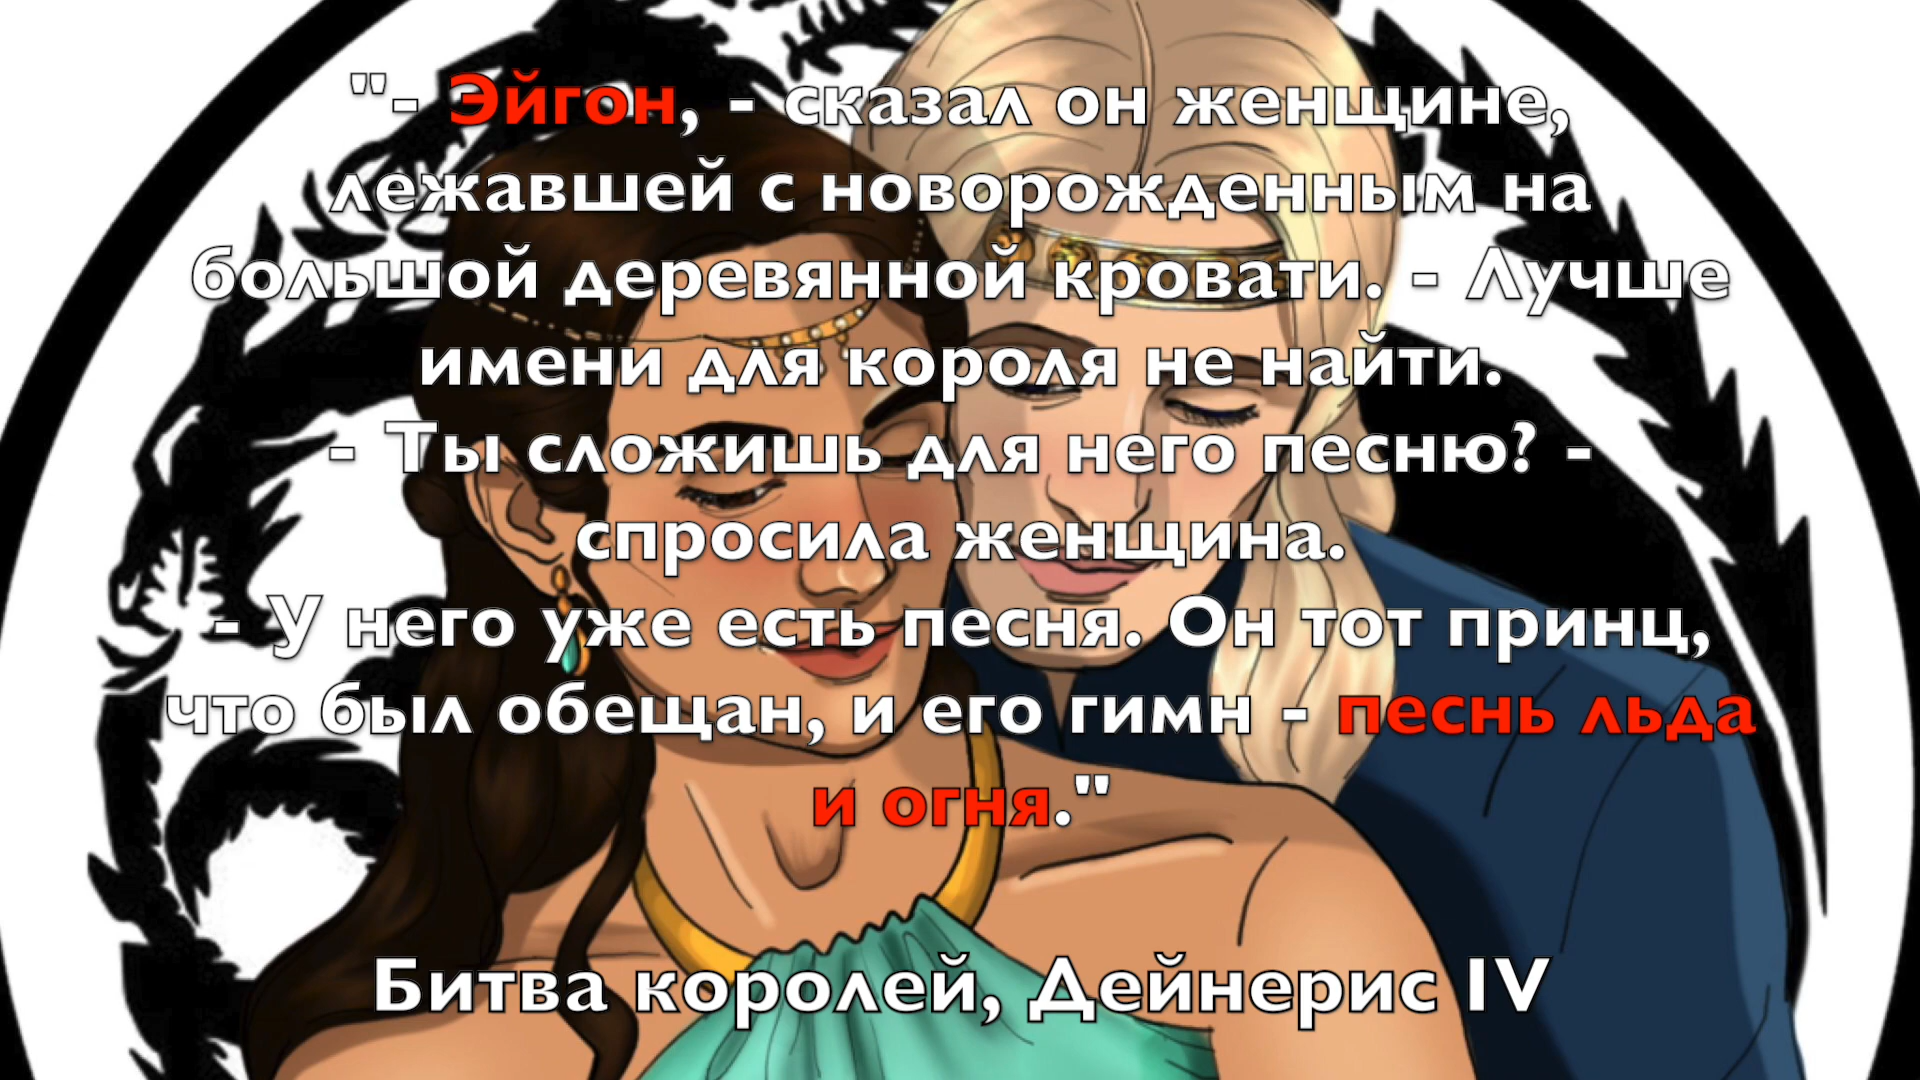 "- Эйгон, - сказал он женщине,
лежавшей с новорожденным на
большой деревянной кровати. - Лучше
имени для короля не найти.
- Ты сложишь для него песню? -
спросила женщина.
- У него уже есть песня. Он тот принц,
что был обещан, и его гимн - песнь льда
и огня."
Битва королей, Дейнерис IV